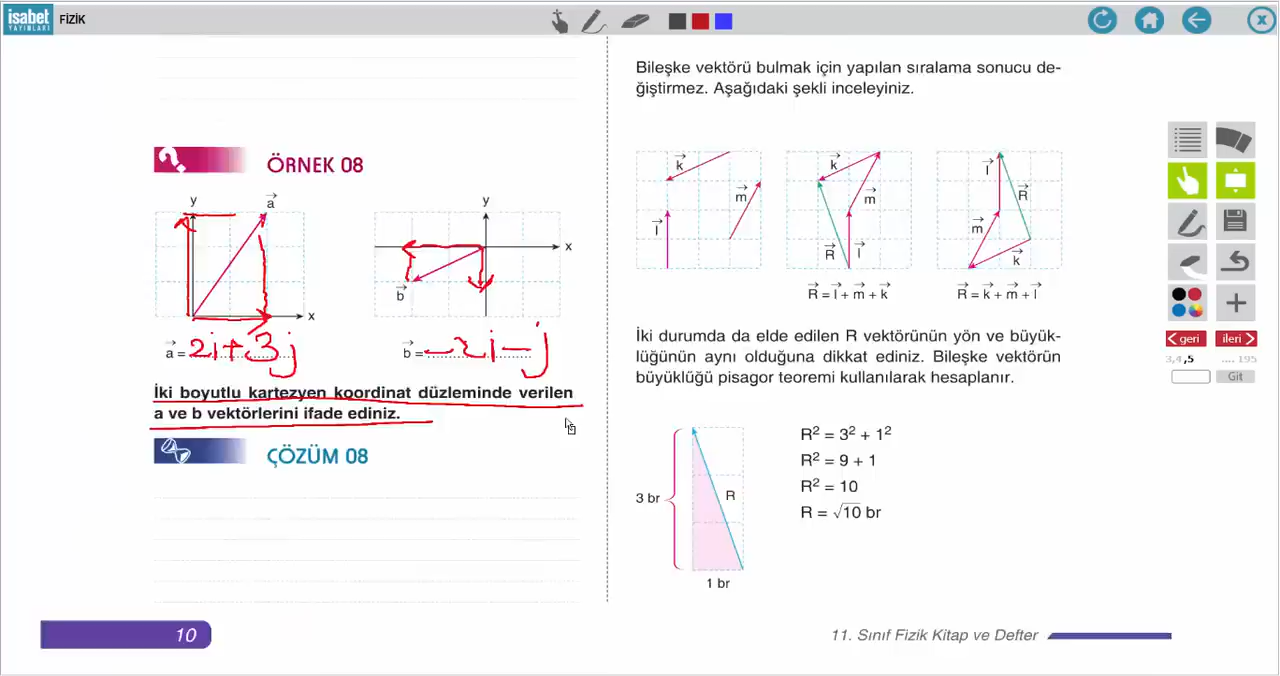 isabet
YAYINLARI
FİZİK
ÖRNEK 08
y
a
x
y
x
b
a = 2i+3j
b = -2i-j
İki boyutlu kartezyen koordinat düzleminde verilen
a ve b vektörlerini ifade ediniz.
ÇÖZÜM 08
10
Bileşke vektörü bulmak için yapılan sıralama sonucu de-
ğiştirmez. Aşağıdaki şekli inceleyiniz.
k
m
l
k
m
R
l
R = l + m + k
l
R
m
k
R = k + m + l
İki durumda da elde edilen R vektörünün yön ve büyük-
lüğünün aynı olduğuna dikkat ediniz. Bileşke vektörün
büyüklüğü pisagor teoremi kullanılarak hesaplanır.
3 br
R
1 br
R² = 3² + 1²
R² = 9 + 1
R² = 10
R = √10 br
11. Sınıf Fizik Kitap ve Defter
geri
ileri
3,4,5
.... 195
Git